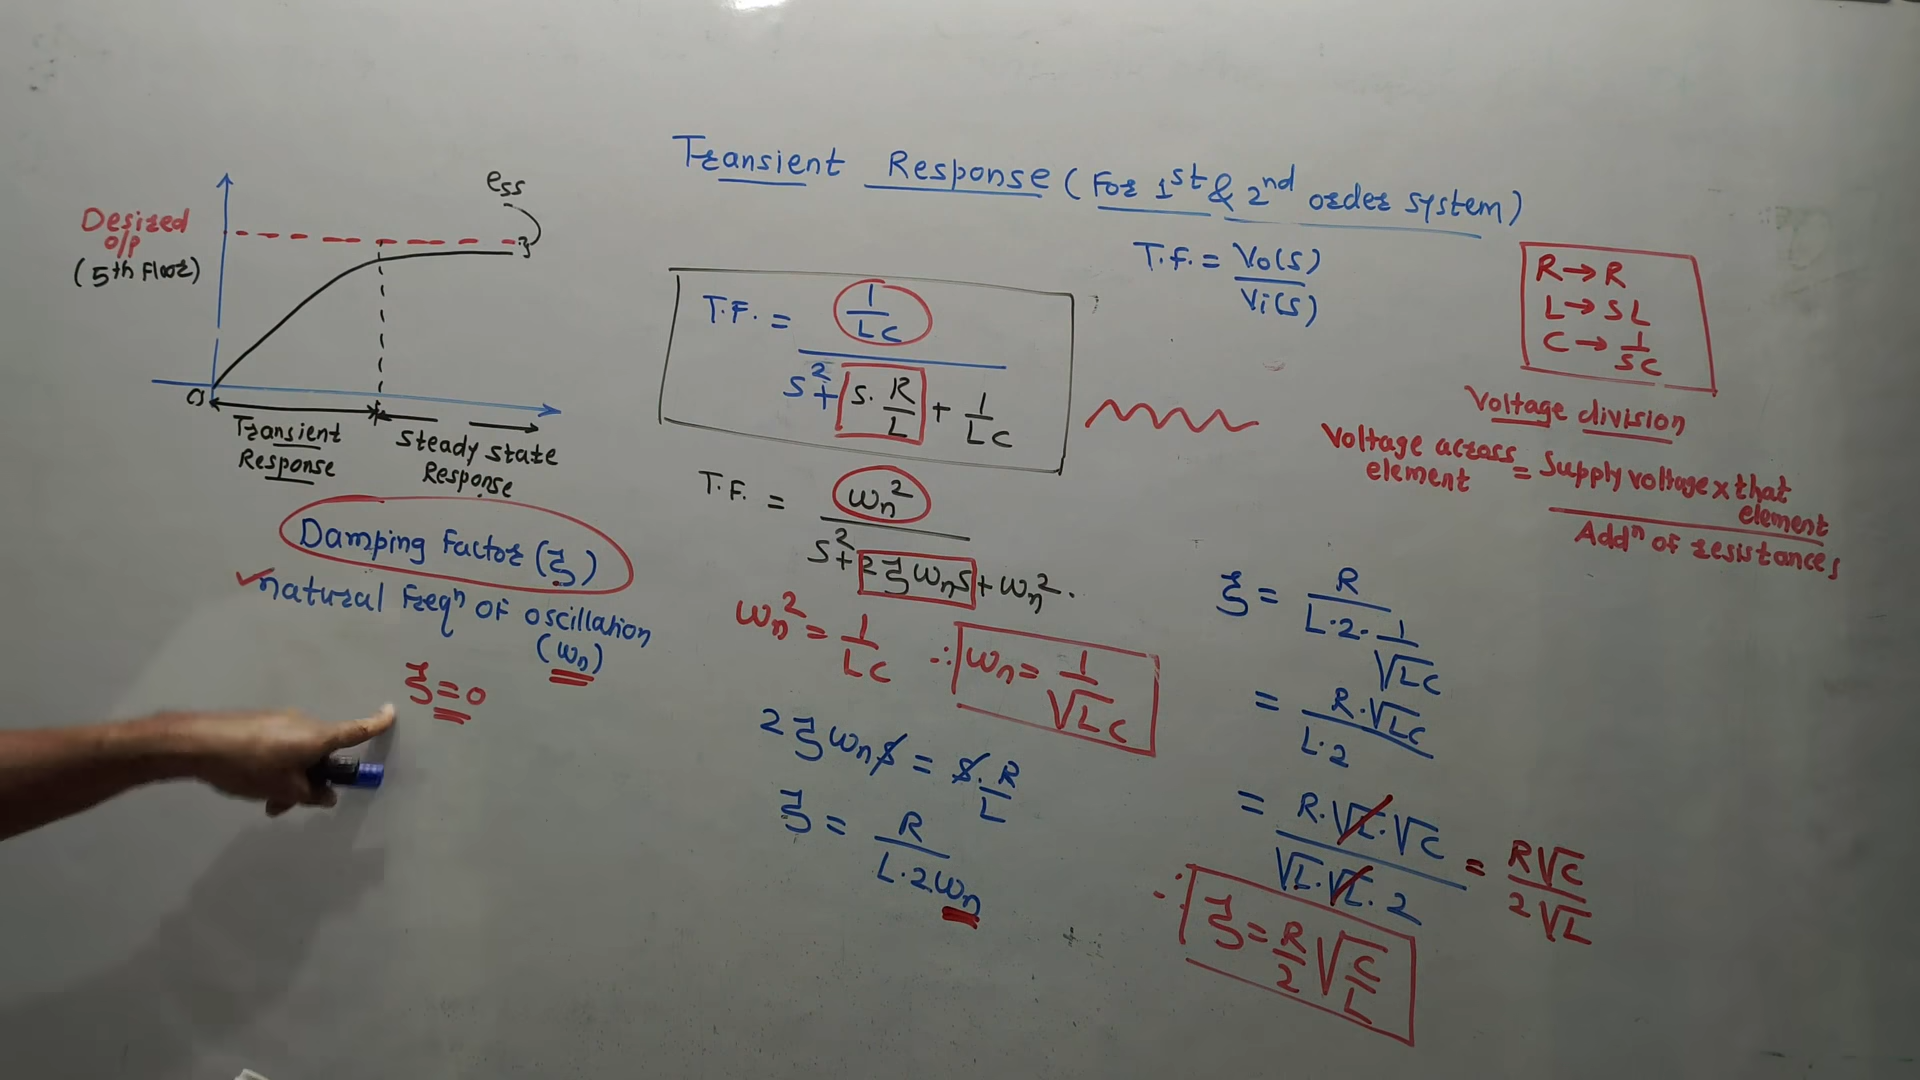 Transient Response (For 1st & 2nd order system)
ess
Desired
o/p
(5th Floor)
0
Transient
Response
Steady state
Response
Damping Factor (ξ)
✓natural freqⁿ of oscillation
(ωn)
ξ = 0
T.F. = Vo(s) / Vi(s)
T.F. = (1/LC) / (s² + s.R/L + 1/LC)
T.F. = ωn² / (s² + 2ξωns + ωn²).
ωn² = 1/LC ∴ ωn = 1/√LC
2ξωns = s.R/L
ξ = R / (L.2ωn)
R → R
L → SL
C → 1/SC
Voltage division
Voltage across element = Supply voltage x that element / Addⁿ of resistances
ξ = R / (L.2.1/√LC)
= R.√LC / (L.2)
= R.√L.√C / (√L.√L.2) = R√C / 2√L
∴ ξ = R/2 √(C/L)